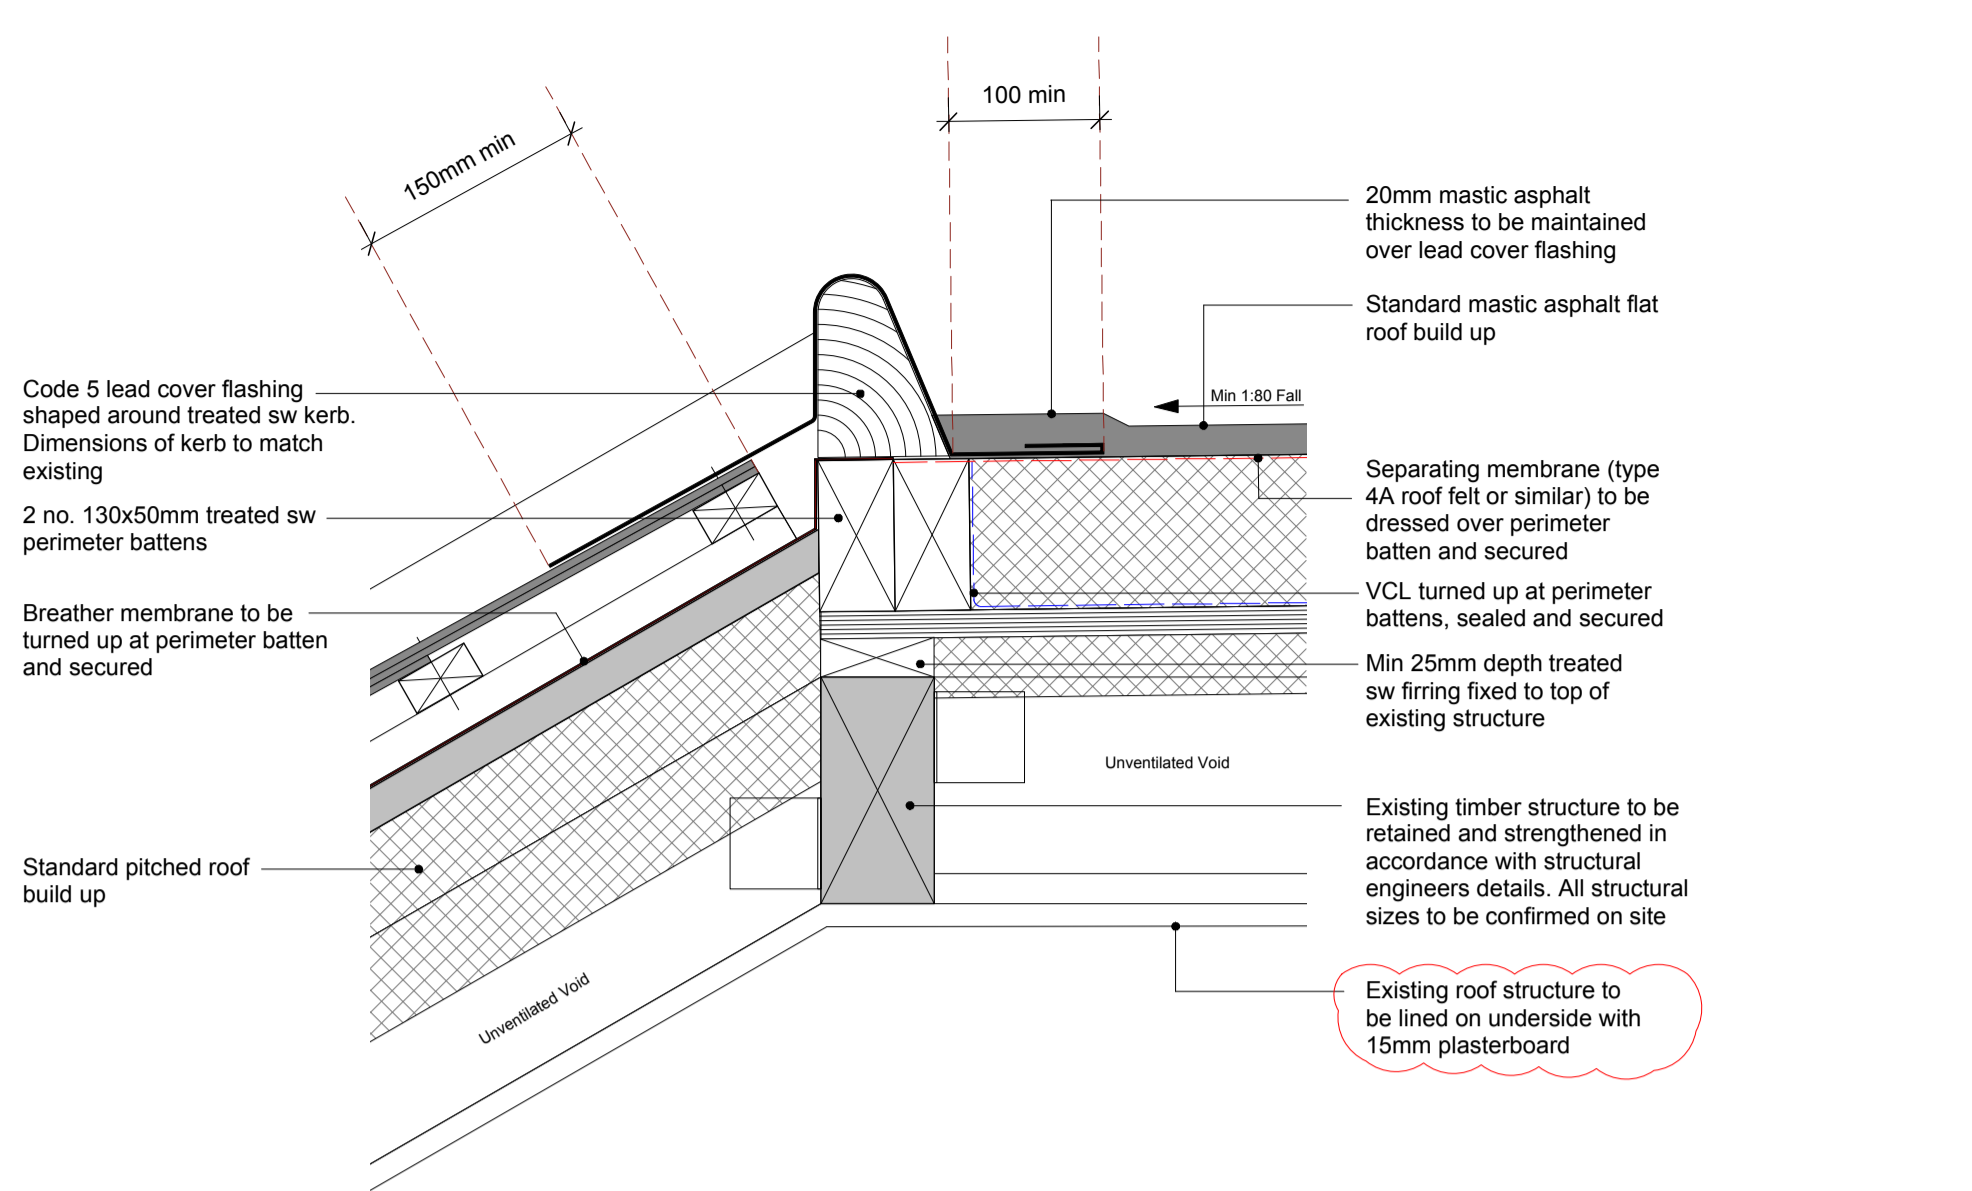 150mm min
100 min
Code 5 lead cover flashing
shaped around treated sw kerb.
Dimensions of kerb to match
existing
2 no. 130x50mm treated sw
perimeter battens
Breather membrane to be
turned up at perimeter batten
and secured
Standard pitched roof
build up
Unventilated Void
20mm mastic asphalt
thickness to be maintained
over lead cover flashing
Standard mastic asphalt flat
roof build up
Min 1:80 Fall
Separating membrane (type
4A roof felt or similar) to be
dressed over perimeter
batten and secured
VCL turned up at perimeter
battens, sealed and secured
Min 25mm depth treated
sw firring fixed to top of
existing structure
Unventilated Void
Existing timber structure to be
retained and strengthened in
accordance with structural
engineers details. All structural
sizes to be confirmed on site
Existing roof structure to
be lined on underside with
15mm plasterboard